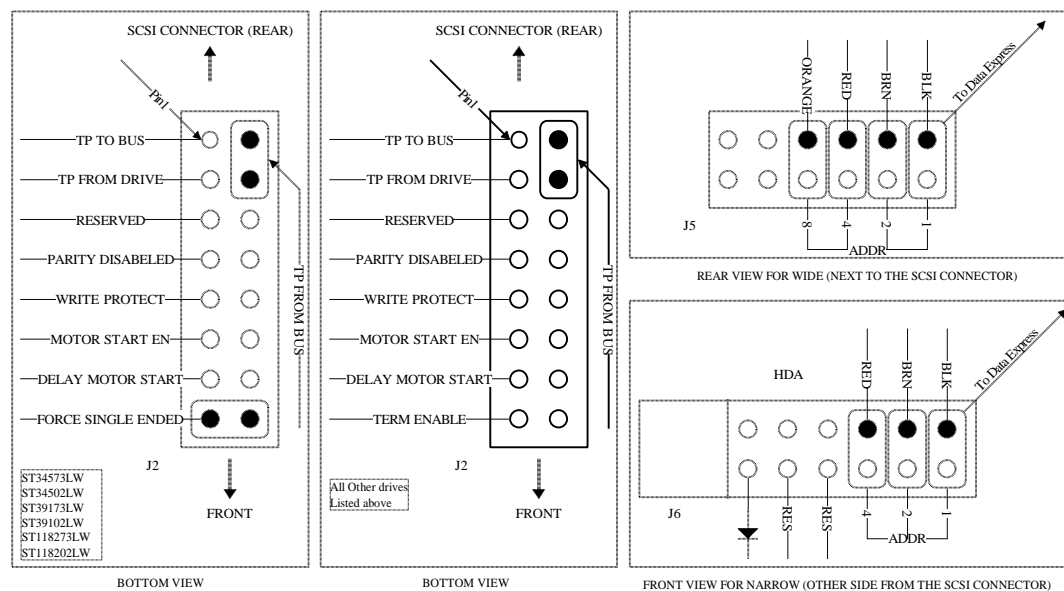 SCSI CONNECTOR (REAR)
Pin1
TP TO BUS
TP FROM DRIVE
RESERVED
PARITY DISABELED
WRITE PROTECT
MOTOR START EN
DELAY MOTOR START
FORCE SINGLE ENDED
TP FROM BUS
J2
FRONT
ST34573LW
ST34502LW
ST39173LW
ST39102LW
ST118273LW
ST118202LW
BOTTOM VIEW
SCSI CONNECTOR (REAR)
Pin1
TP TO BUS
TP FROM DRIVE
RESERVED
PARITY DISABELED
WRITE PROTECT
MOTOR START EN
DELAY MOTOR START
TERM ENABLE
TP FROM BUS
J2
FRONT
All Other drives
Listed above
BOTTOM VIEW
ORANGE
RED
BRN
BLK
To Data Express
J5
8
4
2
1
ADDR
REAR VIEW FOR WIDE (NEXT TO THE SCSI CONNECTOR)
HDA
RED
BRN
BLK
To Data Express
J6
RES
RES
4
2
1
ADDR
FRONT VIEW FOR NARROW (OTHER SIDE FROM THE SCSI CONNECTOR)